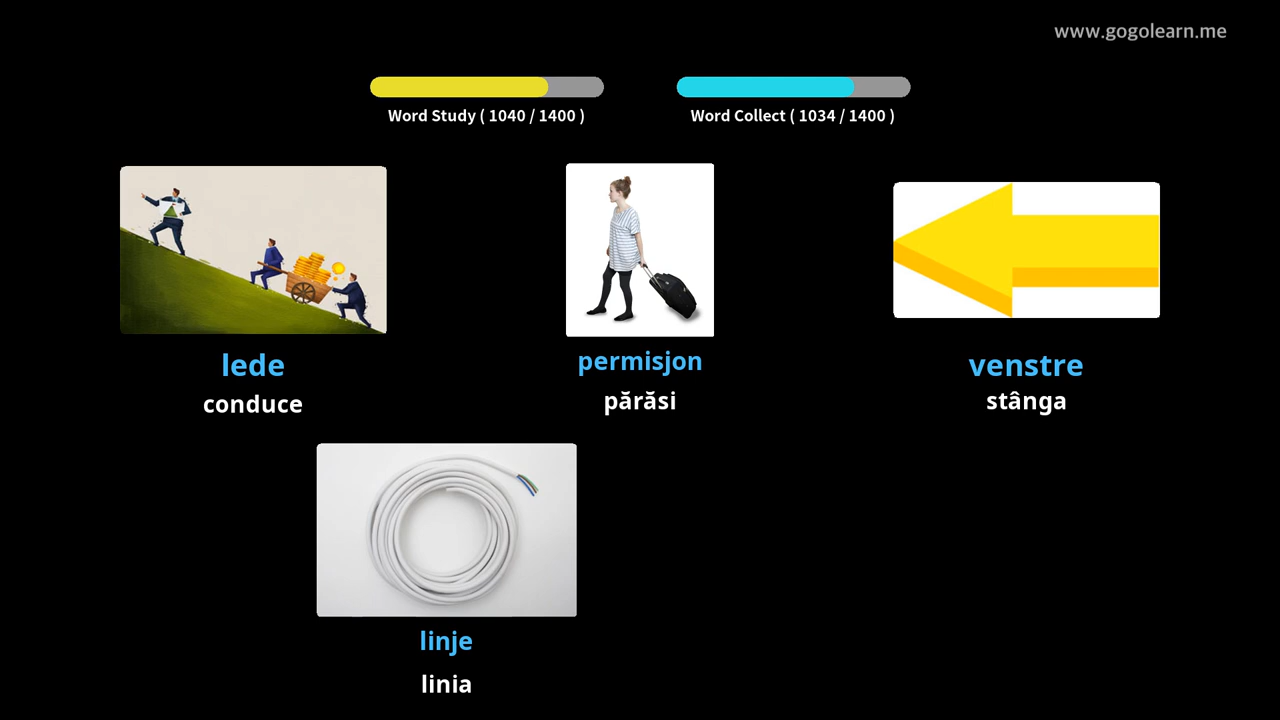 www.gogolearn.me
Word Study ( 1040 / 1400 )
Word Collect ( 1034 / 1400 )
lede
conduce
permisjon
părăsi
venstre
stânga
linje
linia